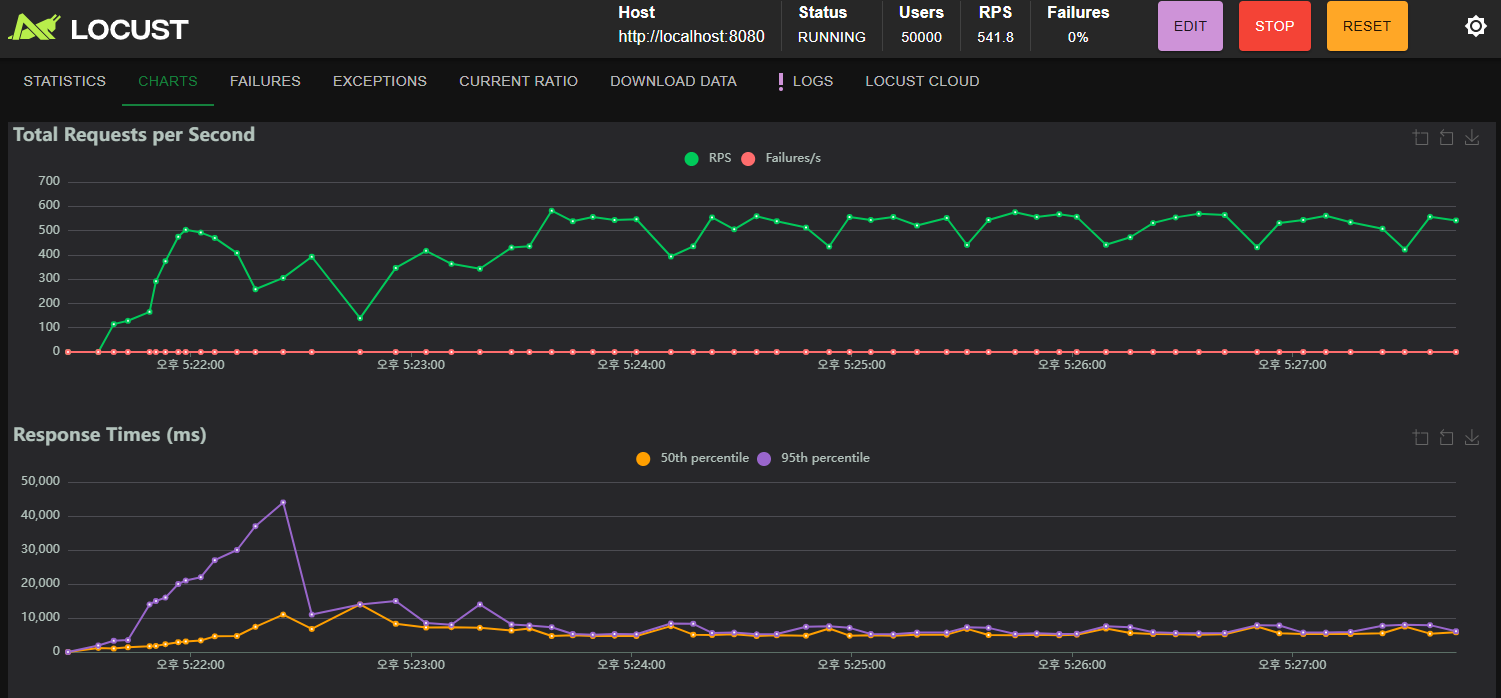 LOCUST
Host Status Users RPS Failures
http://localhost:8080 RUNNING 50000 541.8 0%
EDIT STOP RESET
STATISTICS CHARTS FAILURES EXCEPTIONS CURRENT RATIO DOWNLOAD DATA ! LOGS LOCUST CLOUD
Total Requests per Second
RPS Failures/s
700
600
500
400
300
200
100
0
오후 5:22:00 오후 5:23:00 오후 5:24:00 오후 5:25:00 오후 5:26:00 오후 5:27:00
Response Times (ms)
50th percentile 95th percentile
50,000
40,000
30,000
20,000
10,000
0
오후 5:22:00 오후 5:23:00 오후 5:24:00 오후 5:25:00 오후 5:26:00 오후 5:27:00